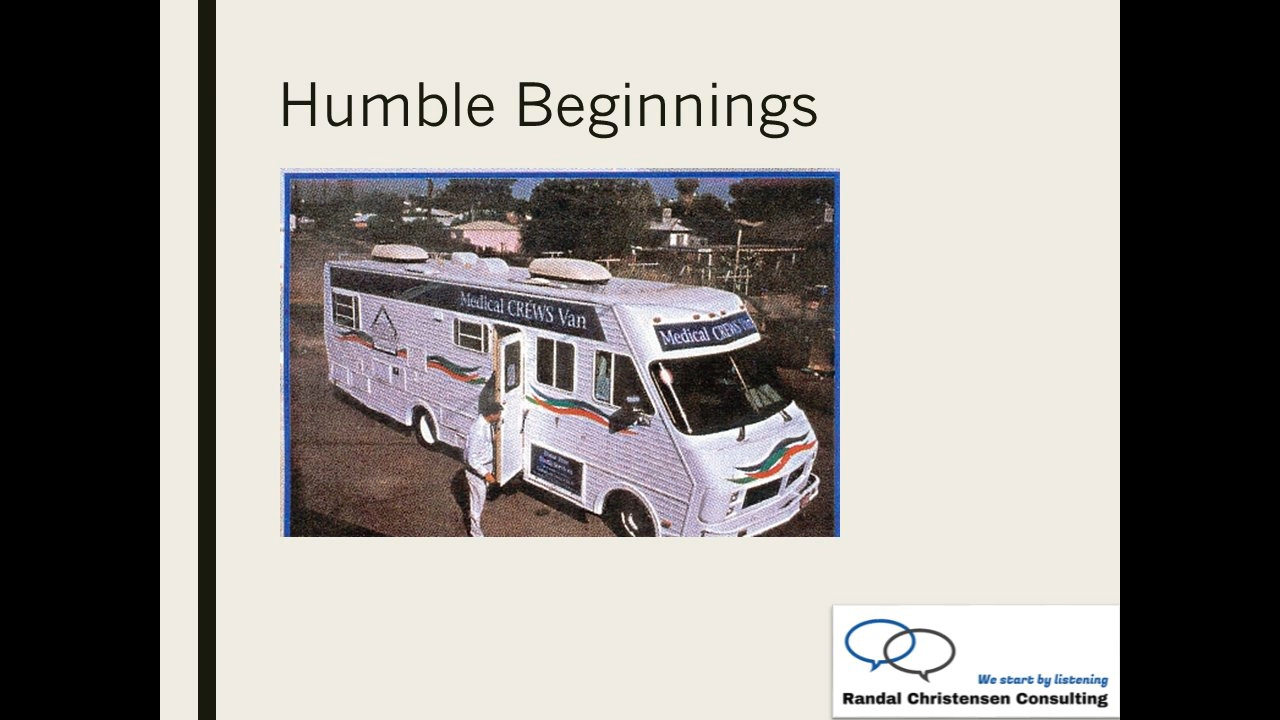 Humble Beginnings
Medical CREWS Van
Medical CREWS Van
We start by listening
Randal Christensen Consulting